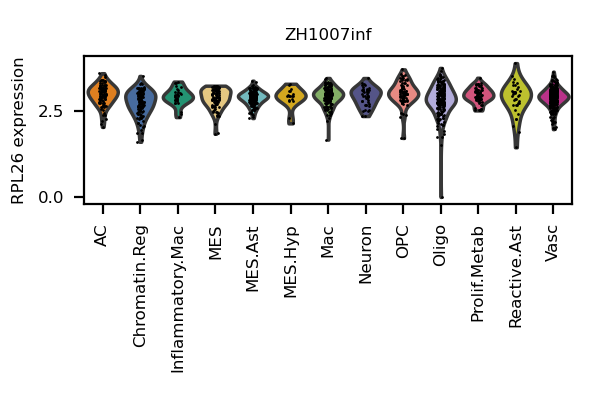 ZH1007inf
RPL26 expression
2.5
0.0
AC
Chromatin.Reg
Inflammatory.Mac
MES
MES.Ast
MES.Hyp
Mac
Neuron
OPC
Oligo
Prolif.Metab
Reactive.Ast
Vasc